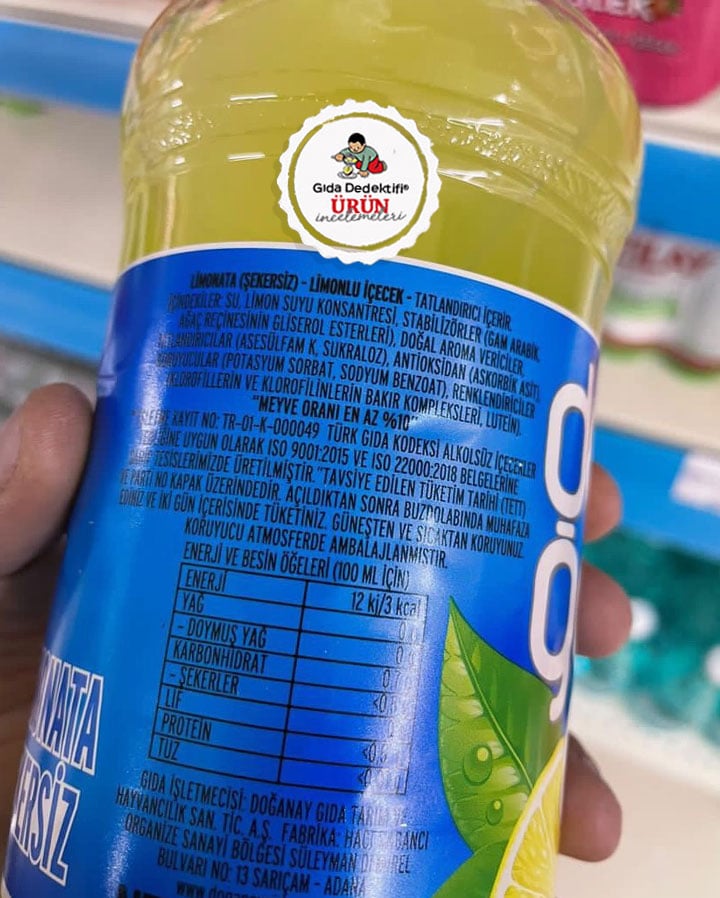 Gıda Dedektifi®
ÜRÜN
incelemeleri
LİMONATA (ŞEKERSİZ) - LİMONLU İÇECEK - TATLANDIRICI İÇERİR.
İÇİNDEKİLER: SU, LİMON SUYU KONSANTRESİ, STABİLİZÖRLER (GAM ARABİK,
AĞAÇ REÇİNESİNİN GLİSEROL ESTERLERİ), DOĞAL AROMA VERİCİLER,
TATLANDIRICILAR (ASESÜLFAM K, SUKRALOZ), ANTİOKSİDAN (ASKORBİK ASİT),
KORUYUCULAR (POTASYUM SORBAT, SODYUM BENZOAT), RENKLENDİRİCİLER
(KLOROFİLLERİN VE KLOROFİLİNLERİN BAKIR KOMPLEKSLERİ, LUTEİN).
"MEYVE ORANI EN AZ %10"
KAYIT NO: TR-01-K-000049 TÜRK GIDA KODEKSİ ALKOLSÜZ İÇECEKLER
TEBLİĞİNE UYGUN OLARAK ISO 9001:2015 VE ISO 22000:2018 BELGELERİNE
TESİSLERİMİZDE ÜRETİLMİŞTİR. "TAVSİYE EDİLEN TÜKETİM TARİHİ (TETT)
VE PARTİ NO KAPAK ÜZERİNDEDİR. AÇILDIKTAN SONRA BUZDOLABINDA MUHAFAZA
EDİNİZ VE İKİ GÜN İÇERİSİNDE TÜKETİNİZ. GÜNEŞTEN VE SICAKTAN KORUYUNUZ.
KORUYUCU ATMOSFERDE AMBALAJLANMIŞTIR.
ENERJİ VE BESİN ÖĞELERİ (100 ML İÇİN)
ENERJİ 12 kj/3 kcal
YAĞ
- DOYMUŞ YAĞ
KARBONHİDRAT
- ŞEKERLER
LİF
PROTEİN
TUZ
GIDA İŞLETMECİSİ: DOĞANAY GIDA TARIM
HAYVANCILIK SAN. TİC. A.Ş. FABRİKA: HACI SABANCI
ORGANİZE SANAYİ BÖLGESİ SÜLEYMAN DEMİREL
BULVARI NO: 13 SARIÇAM - ADANA